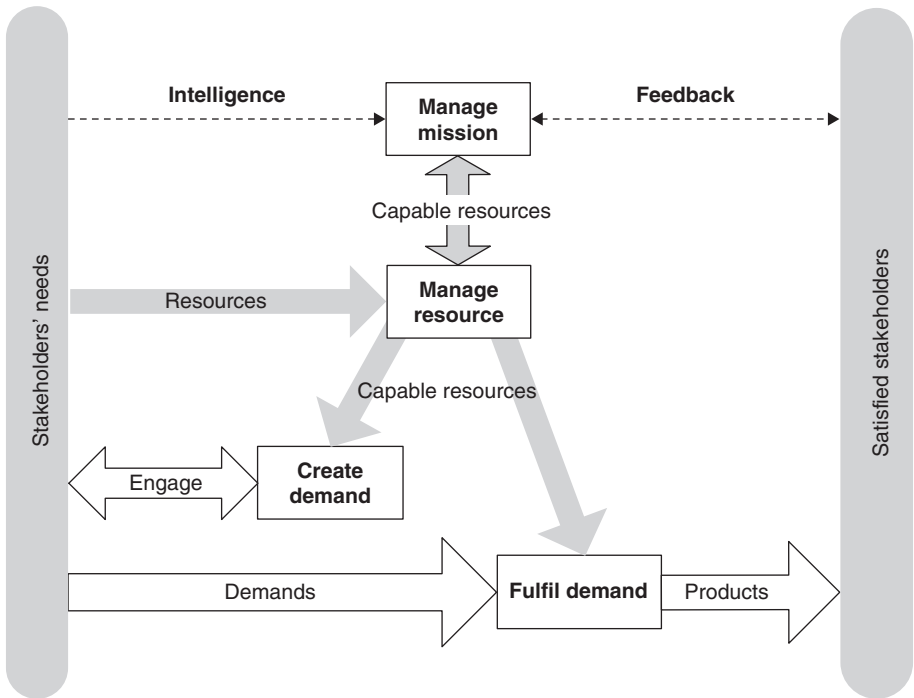 Intelligence
Manage
mission
Feedback
Capable resources
Stakeholders' needs
Resources
Manage
resource
Satisfied stakeholders
Capable resources
Engage
Create
demand
Demands
Fulfil demand
Products